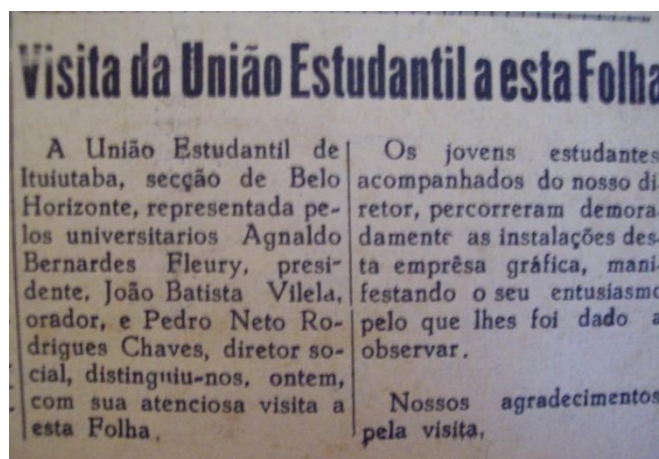 Visita da União Estudantil a esta Folha
A União Estudantil de
Ituiutaba, secção de Belo
Horizonte, representada pe-
los universitarios Agnaldo
Bernardes Fleury, presi-
dente, João Batista Vilela,
orador, e Pedro Neto Ro-
drigues Chaves, diretor so-
cial, distinguiu-nos, ontem,
com sua atenciosa visita a
esta Folha.
Os jovens estudantes
acompanhados do nosso di-
retor, percorreram demora-
damente as instalações des-
ta emprêsa gráfica, mani-
festando o seu entusiasmo
pelo que lhes foi dado a
observar.
Nossos agradecimentos
pela visita.